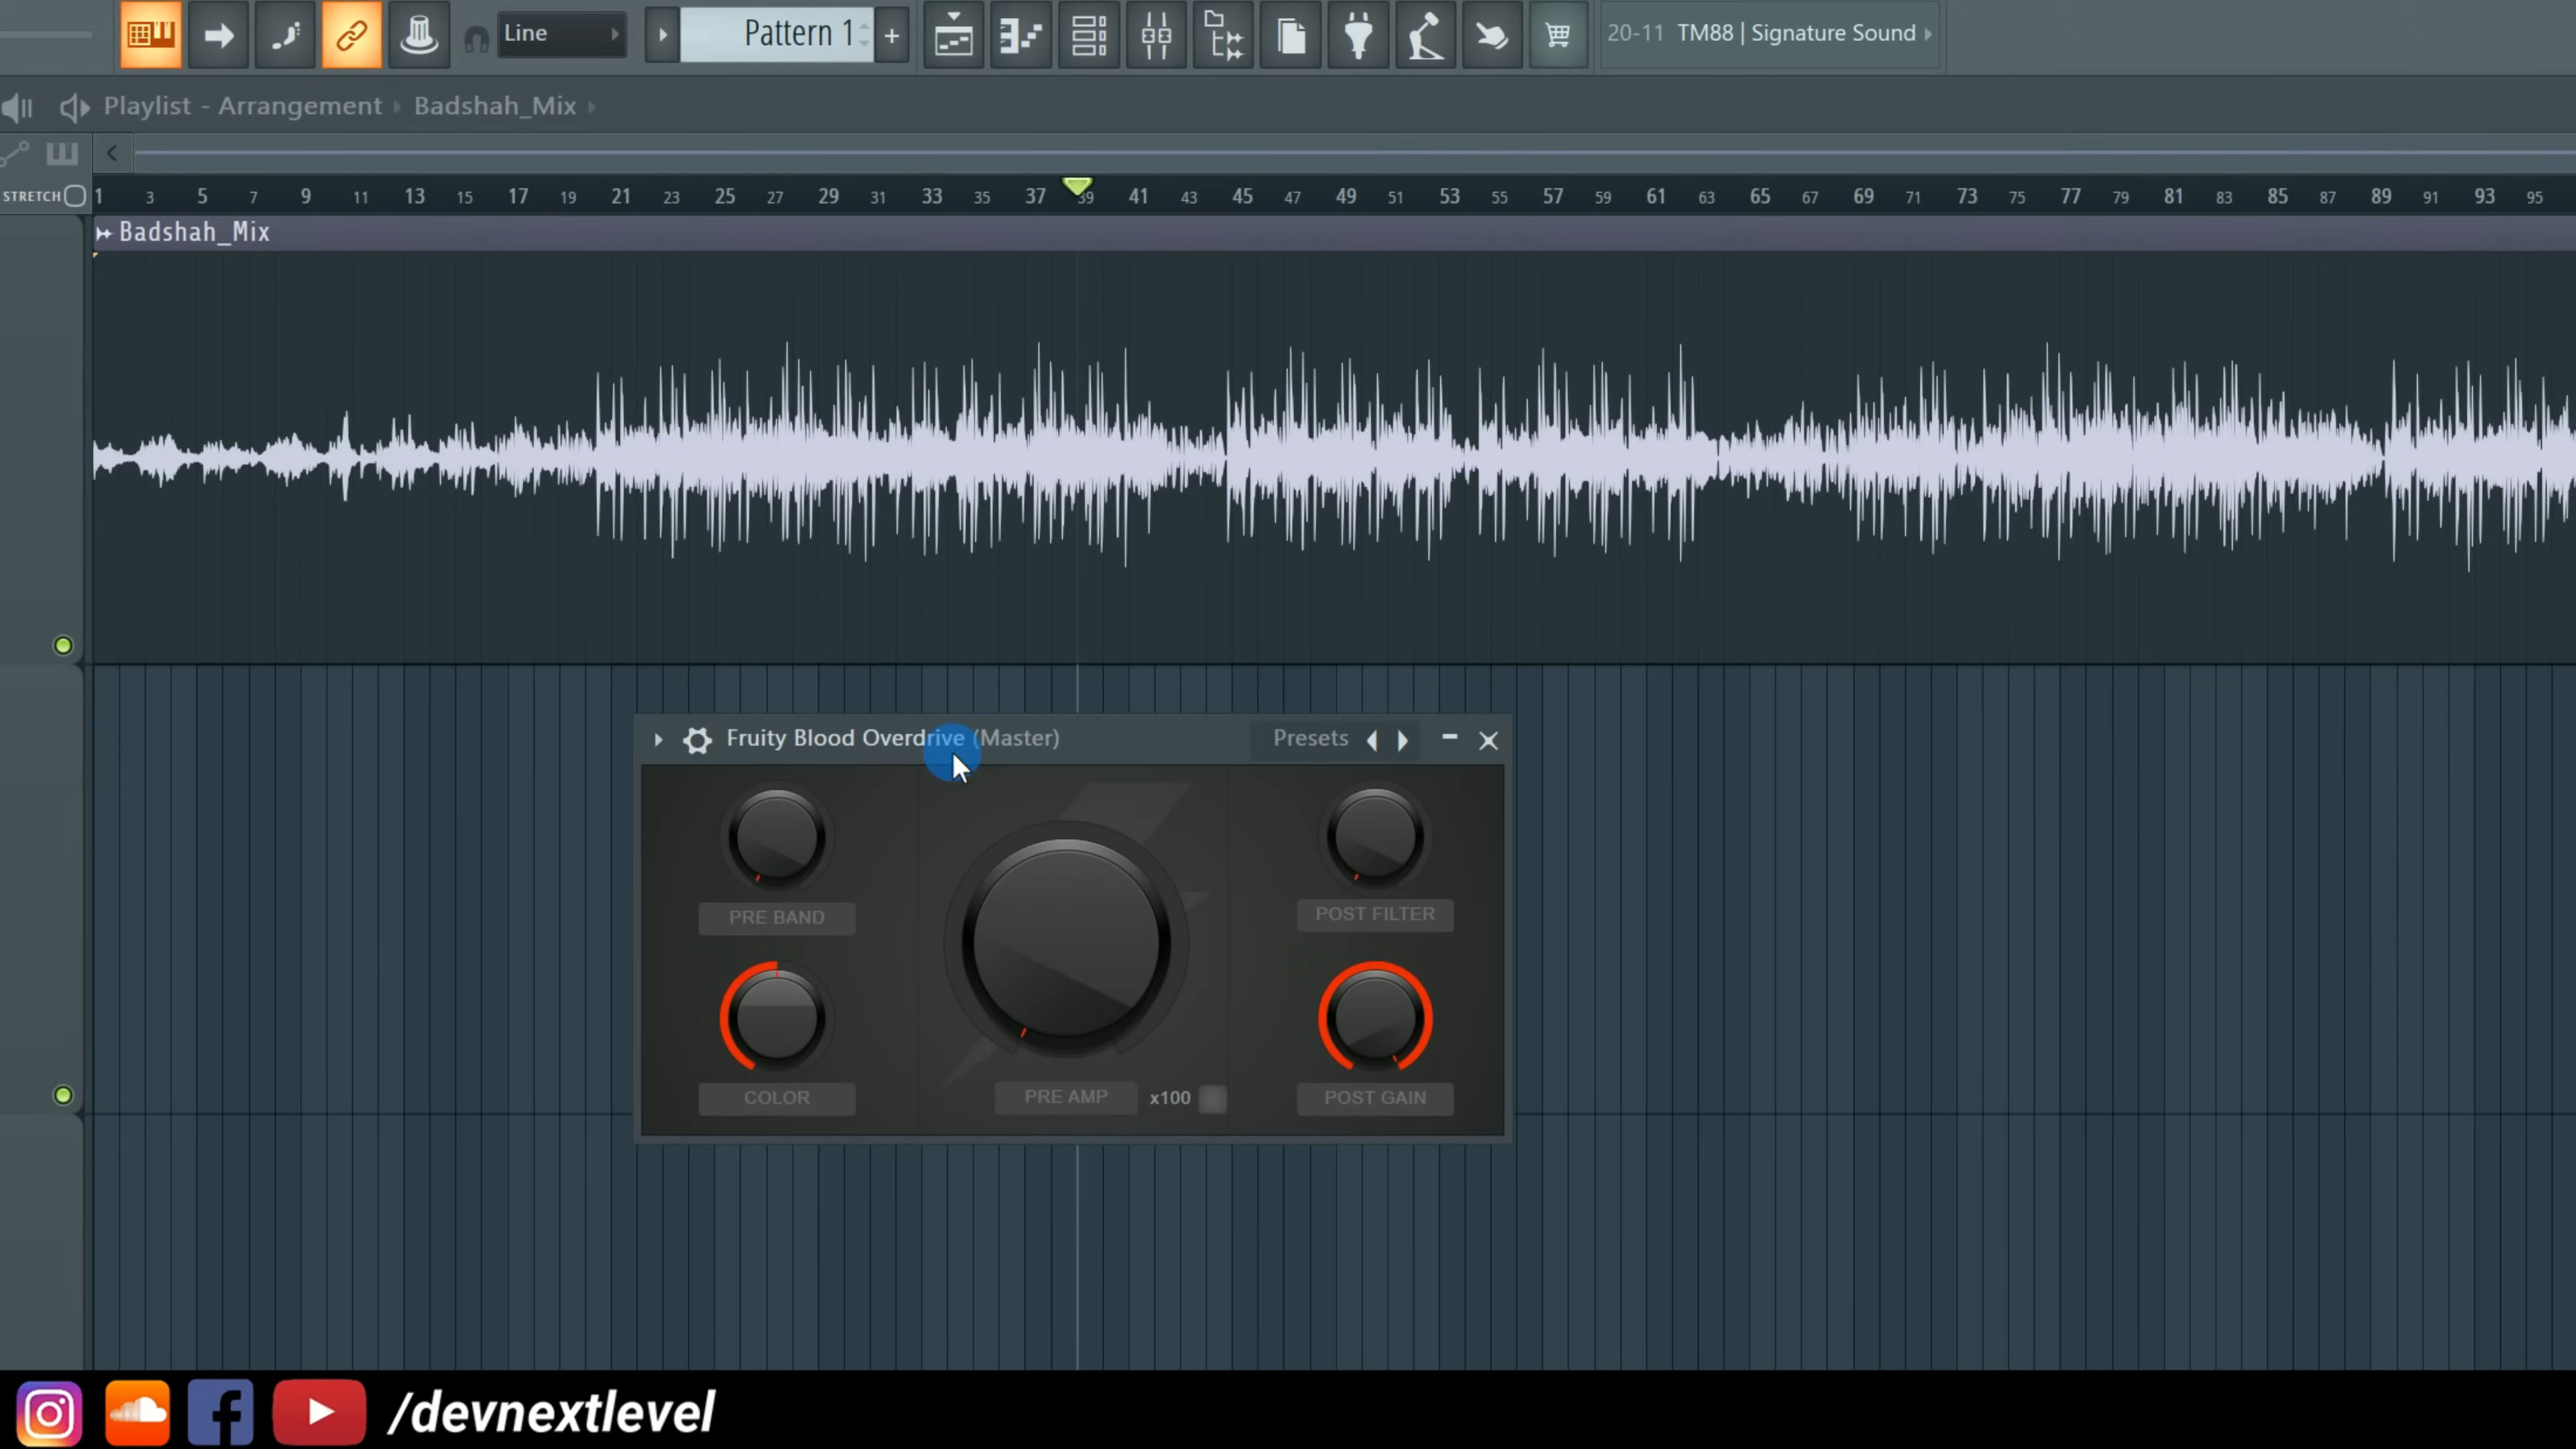 Line
Pattern 1
+
20-11 TM88 | Signature Sound
Playlist - Arrangement
Badshah_Mix
STRETCH
1 3 5 7 9 11 13 15 17 19 21 23 25 27 29 31 33 35 37 39 41 43 45 47 49 51 53 55 57 59 61 63 65 67 69 71 73 75 77 79 81 83 85 87 89 91 93 95
Badshah_Mix
Fruity Blood Overdrive (Master) Presets
PRE BAND
POST FILTER
COLOR
PRE AMP
x100
POST GAIN
/devnextlevel